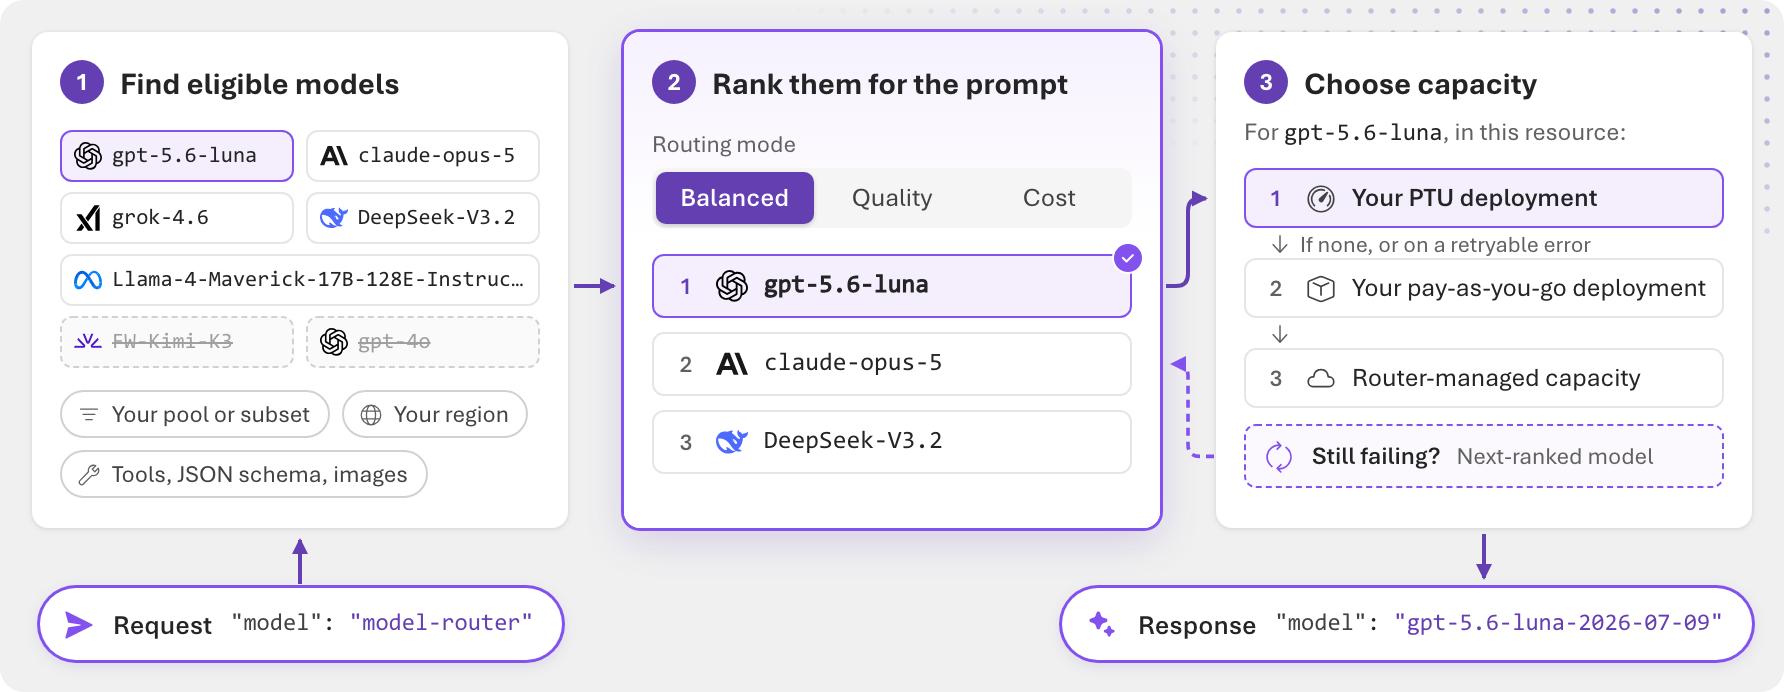 1 Find eligible models
gpt-5.6-luna
claude-opus-5
grok-4.6
DeepSeek-V3.2
Llama-4-Maverick-17B-128E-Instruc…
FW-Kimi-K3
gpt-4o
Your pool or subset
Your region
Tools, JSON schema, images
Request "model": "model-router"
2 Rank them for the prompt
Routing mode
Balanced Quality Cost
1 gpt-5.6-luna
2 claude-opus-5
3 DeepSeek-V3.2
3 Choose capacity
For gpt-5.6-luna, in this resource:
1 Your PTU deployment
If none, or on a retryable error
2 Your pay-as-you-go deployment
3 Router-managed capacity
Still failing? Next-ranked model
Response "model": "gpt-5.6-luna-2026-07-09"